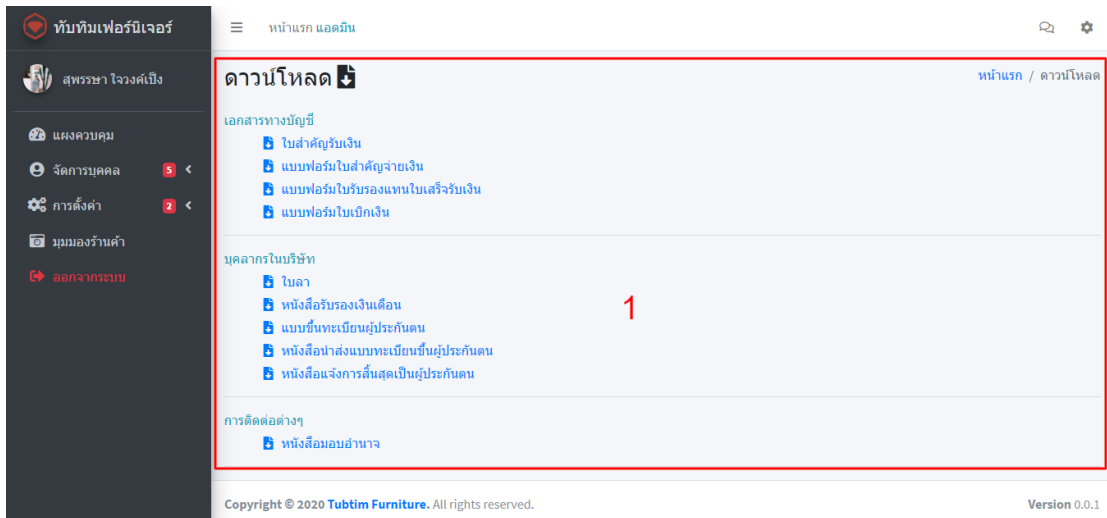 ทับทิมเฟอร์นิเจอร์
หน้าแรก แอดมิน
สุพรรษา ใจวงค์เป็ง
แผงควบคุม
จัดการบุคคล 5
การตั้งค่า 2
มุมมองร้านค้า
ออกจากระบบ
ดาวน์โหลด
หน้าแรก / ดาวน์โหลด
เอกสารทางบัญชี
ใบสำคัญรับเงิน
แบบฟอร์มใบสำคัญจ่ายเงิน
แบบฟอร์มใบรับรองแทนใบเสร็จรับเงิน
แบบฟอร์มใบเบิกเงิน
บุคลากรในบริษัท
ใบลา
หนังสือรับรองเงินเดือน
แบบขึ้นทะเบียนผู้ประกันตน
หนังสือนำส่งแบบทะเบียนขึ้นผู้ประกันตน
หนังสือแจ้งการสิ้นสุดเป็นผู้ประกันตน
1
การติดต่อต่างๆ
หนังสือมอบอำนาจ
Copyright © 2020 Tubtim Furniture. All rights reserved.
Version 0.0.1